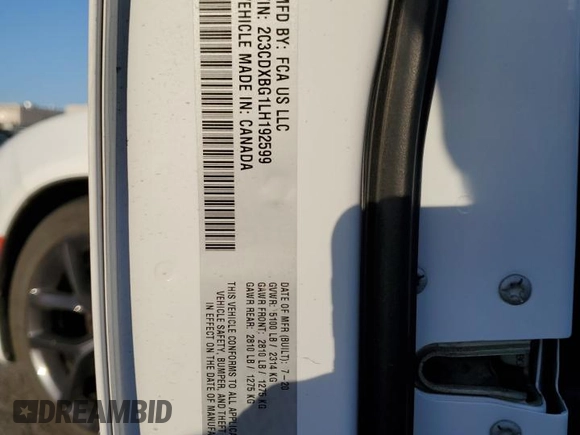 MFD BY: FCA US LLC
VIN: 2C3CDXBG1LH192599
VEHICLE MADE IN: CANADA
DATE OF MFR (BUILT): 7-20
GVWR: 5100 LB / 2314 KG
GAWR FRONT: 2810 LB / 1275 KG
GAWR REAR: 2810 LB / 1275 KG
THIS VEHICLE CONFORMS TO ALL
VEHICLE SAFETY, BUMPER, AND THEFT
IN EFFECT ON THE DATE OF
DREAMBID